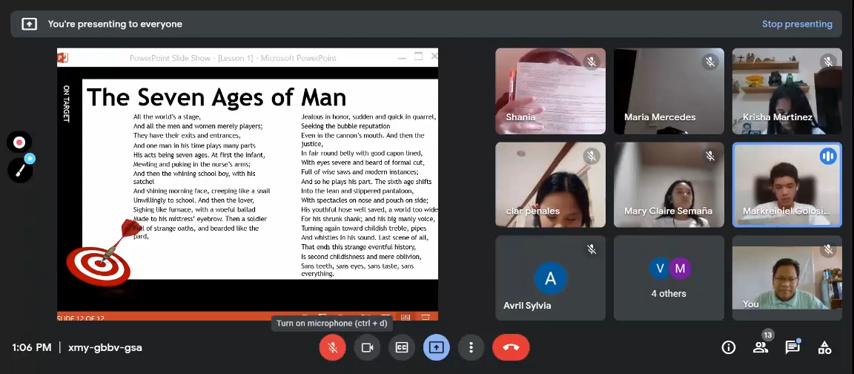 You're presenting to everyone
Stop presenting
PowerPoint Slide Show - [Lesson 1] - Microsoft PowerPoint
ON TARGET
The Seven Ages of Man
All the world's a stage,
And all the men and women merely players;
They have their exits and entrances,
And one man in his time plays many parts
His acts being seven ages. At first the infant,
Mewling and puking in the nurse's arms;
And then the whining school boy, with his
satchel
And shining morning face, creeping like a snail
Unwillingly to school. And then the lover,
Sighing like furnace, with a woeful ballad
Made to his mistress' eyebrow. Then a soldier
of strange oaths, and bearded like the
pard,
Jealous in honor, sudden and quick in quarrel,
Seeking the bubble reputation
Even in the cannon's mouth. And then the
justice,
In fair round belly with good capon lined,
With eyes severe and beard of formal cut,
Full of wise saws and modern instances;
And so he plays his part. The sixth age shifts
Into the lean and slippered pantaloon,
With spectacles on nose and pouch on side;
His youthful hose well saved, a world too wide
For his shrunk shank; and his big manly voice,
Turning again toward childish treble, pipes
And whistles in his sound. Last scene of all,
That ends this strange eventful history,
Is second childishness and mere oblivion,
Sans teeth, sans eyes, sans taste, sans
everything.
SLIDE 12 OF 12
Shania
Maria Mercedes
Krisha Martinez
clar penales
Mary Claire Semaña
Markreihiel Golosi...
A
Avril Sylvia
V M
4 others
You
Turn on microphone (ctrl + d)
1:06 PM | xmy-gbbv-gsa
13